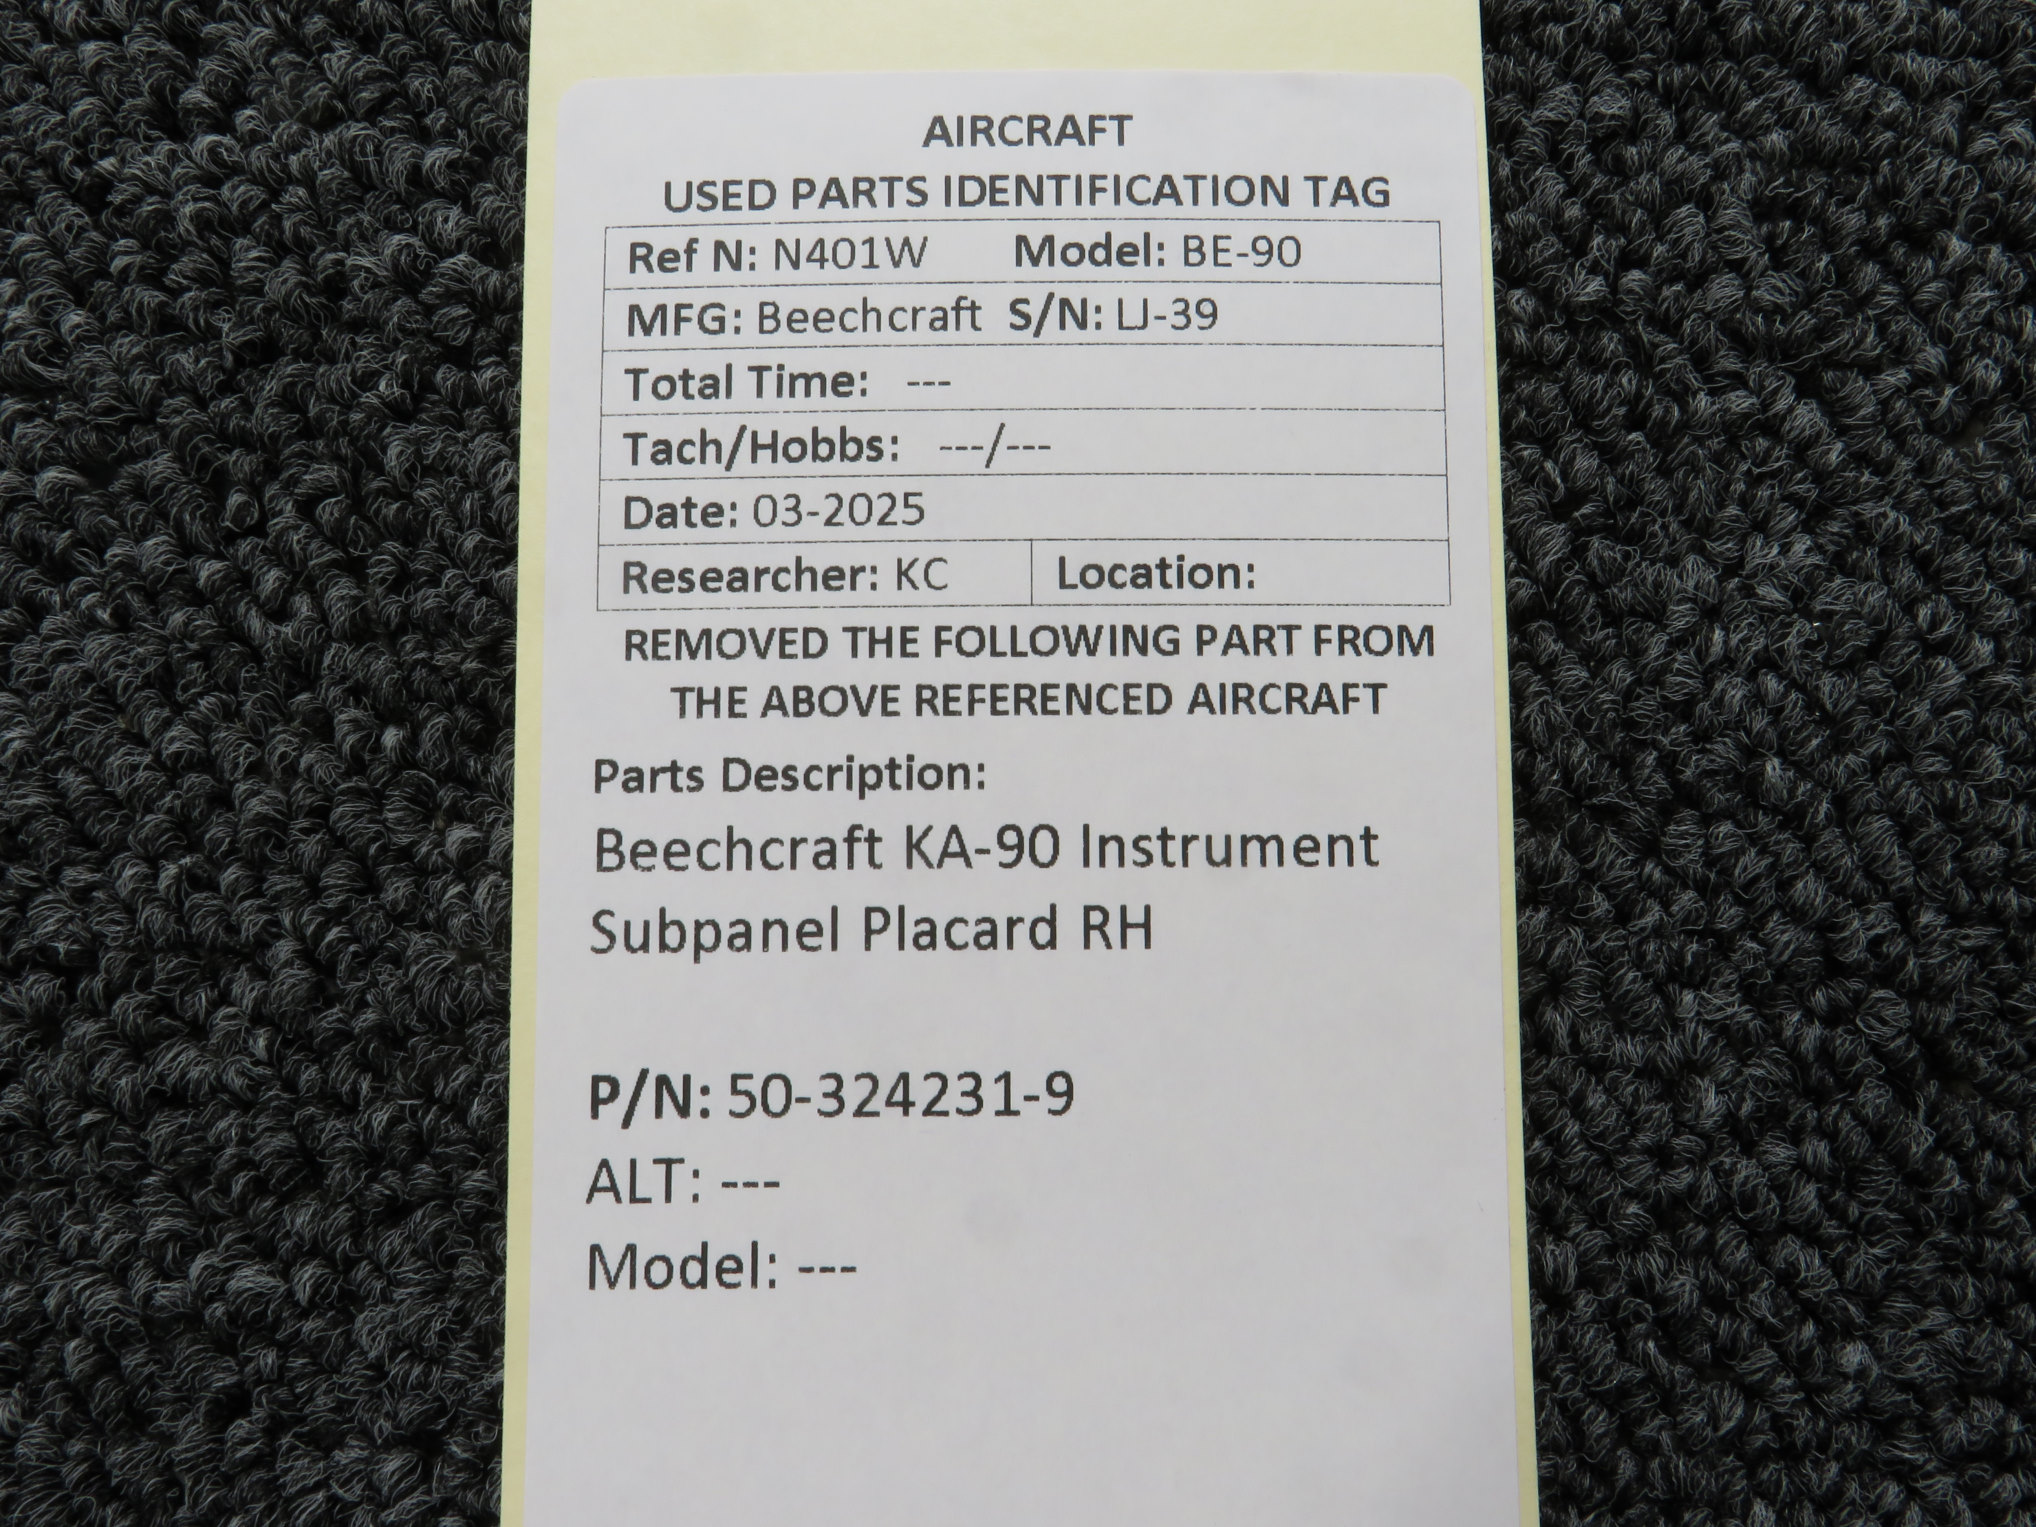 AIRCRAFT
USED PARTS IDENTIFICATION TAG
Ref N: N401W Model: BE-90
MFG: Beechcraft S/N: LJ-39
Total Time: ---
Tach/Hobbs: ---/---
Date: 03-2025
Researcher: KC Location:
REMOVED THE FOLLOWING PART FROM
THE ABOVE REFERENCED AIRCRAFT
Parts Description:
Beechcraft KA-90 Instrument
Subpanel Placard RH
P/N: 50-324231-9
ALT: ---
Model: ---